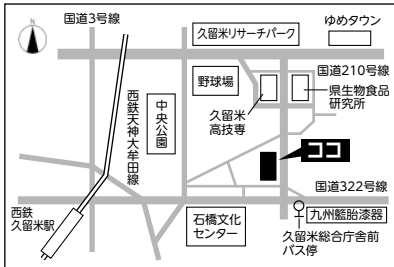 国道3号線
久留米リサーチパーク
ゆめタウン
野球場
国道210号線
県生物食品
研究所
久留米
高技専
中央公園
西鉄天神大牟田線
ココ
国道322号線
西鉄
久留米駅
石橋文化
センター
九州籃胎漆器
久留米総合庁舎前
バス停